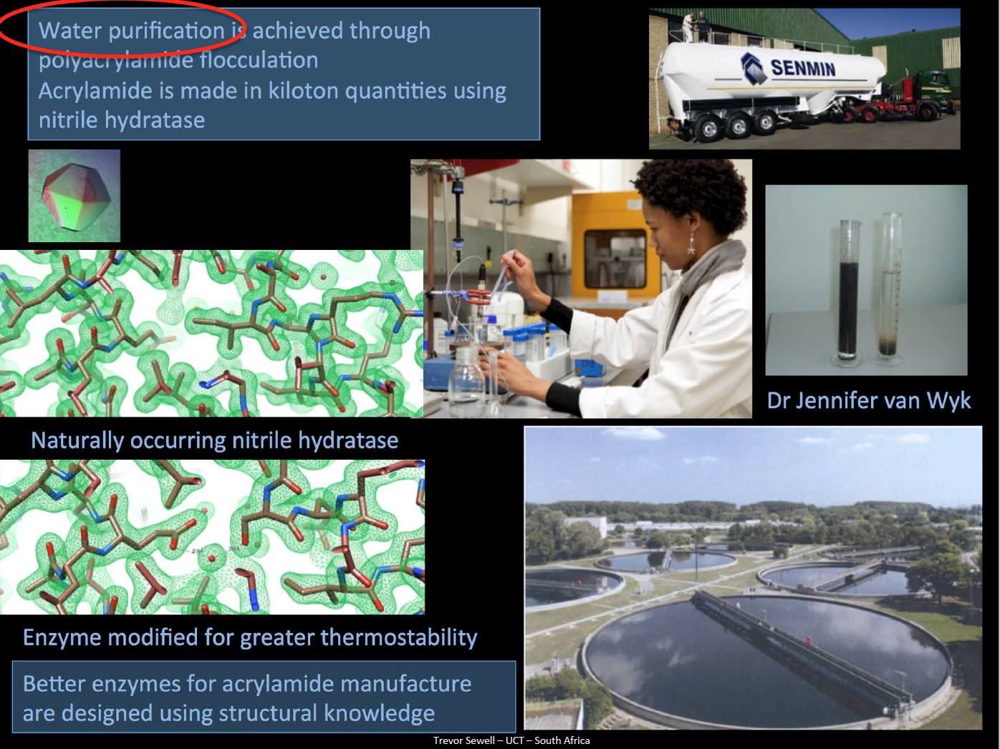 Water purification is achieved through
polyacrylamide flocculation
Acrylamide is made in kiloton quantities using
nitrile hydratase
SENMIN
Dr Jennifer van Wyk
Naturally occurring nitrile hydratase
Enzyme modified for greater thermostability
Better enzymes for acrylamide manufacture
are designed using structural knowledge
Trevor Sewell – UCT – South Africa